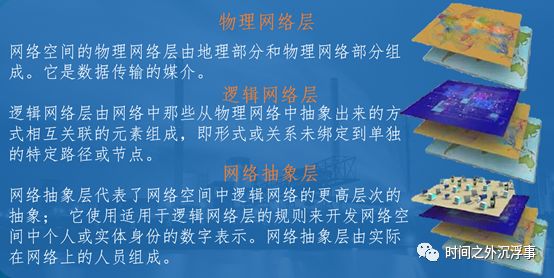 物理网络层
网络空间的物理网络层由地理部分和物理网络部分组
成。它是数据传输的媒介。
逻辑网络层
逻辑网络层由网络中那些从物理网络中抽象出来的方
式相互关联的元素组成，即形式或关系未绑定到单独
的特定路径或节点。
网络抽象层
网络抽象层代表了网络空间中逻辑网络的更高层次的
抽象； 它使用适用于逻辑网络层的规则来开发网络空
间中个人或实体身份的数字表示。网络抽象层由实际
在网络上的人员组成。
时间之外沉浮事